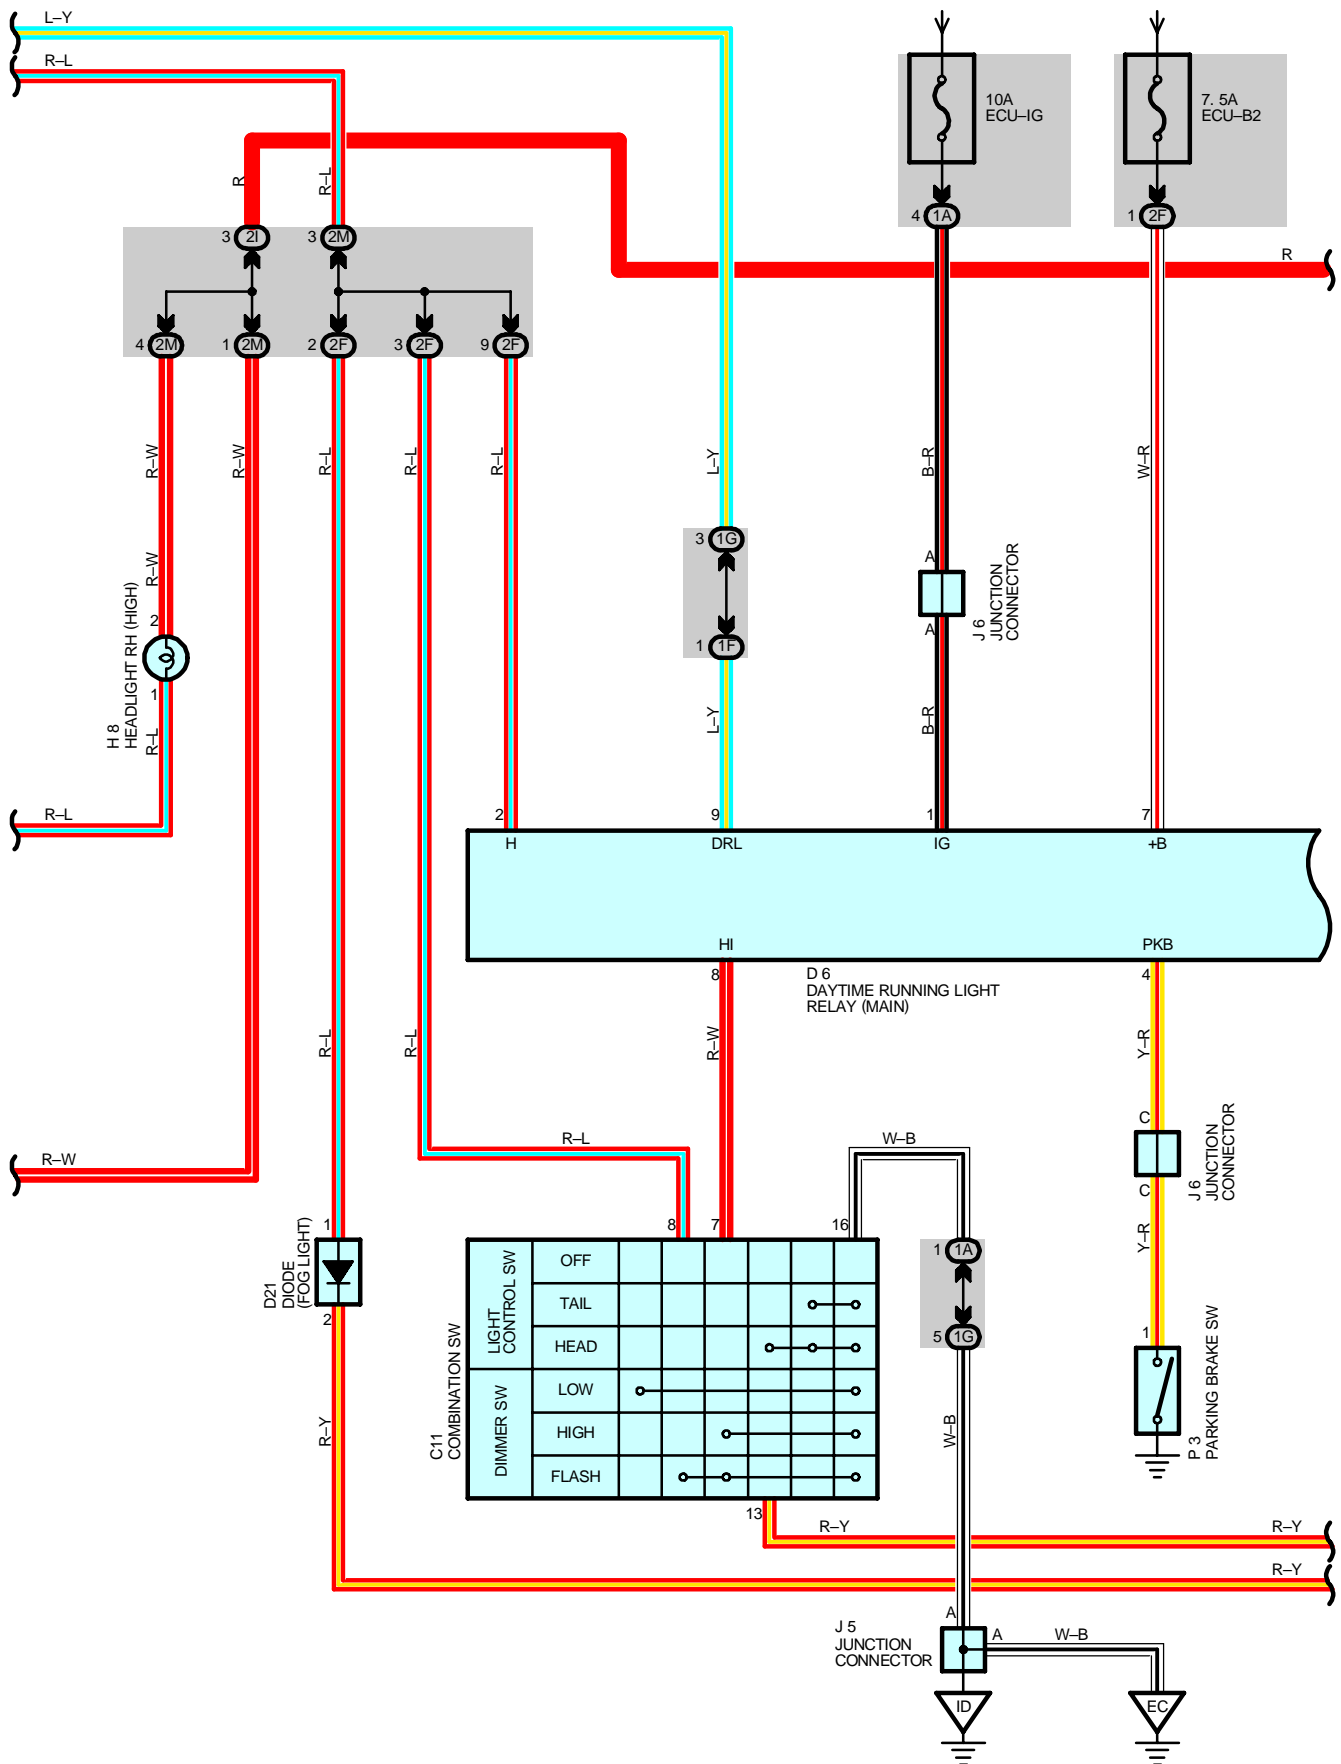 L–Y
R–L
10A
ECU–IG
7. 5A
ECU–B2
R
R–L
4 1A
1 2F
3 2I
3 2M
R
4 2M
1 2M
2 2F
3 2F
9 2F
R–W
R–W
R–L
R–L
R–L
L–Y
B–R
W–R
3 1G
1 1F
R–W
2
H 8
HEADLIGHT RH (HIGH)
1
R–L
A
A
J 6
JUNCTION
CONNECTOR
L–Y
B–R
R–L
2
9
1
7
H
DRL
IG
+B
HI
PKB
8
D 6
DAYTIME RUNNING LIGHT
RELAY (MAIN)
4
R–L
R–L
R–W
Y–R
R–W
R–L
W–B
C
C
J 6
JUNCTION
CONNECTOR
Y–R
1
D21
DIODE
(FOG LIGHT)
2
8
7
16
1 1A
5 1G
C11
COMBINATION SW
LIGHT
CONTROL SW
OFF
TAIL
HEAD
DIMMER SW
LOW
HIGH
FLASH
1
P 3
PARKING BRAKE SW
R–Y
W–B
13
R–Y
R–Y
R–Y
J 5
JUNCTION
CONNECTOR
A
A
W–B
ID
EC